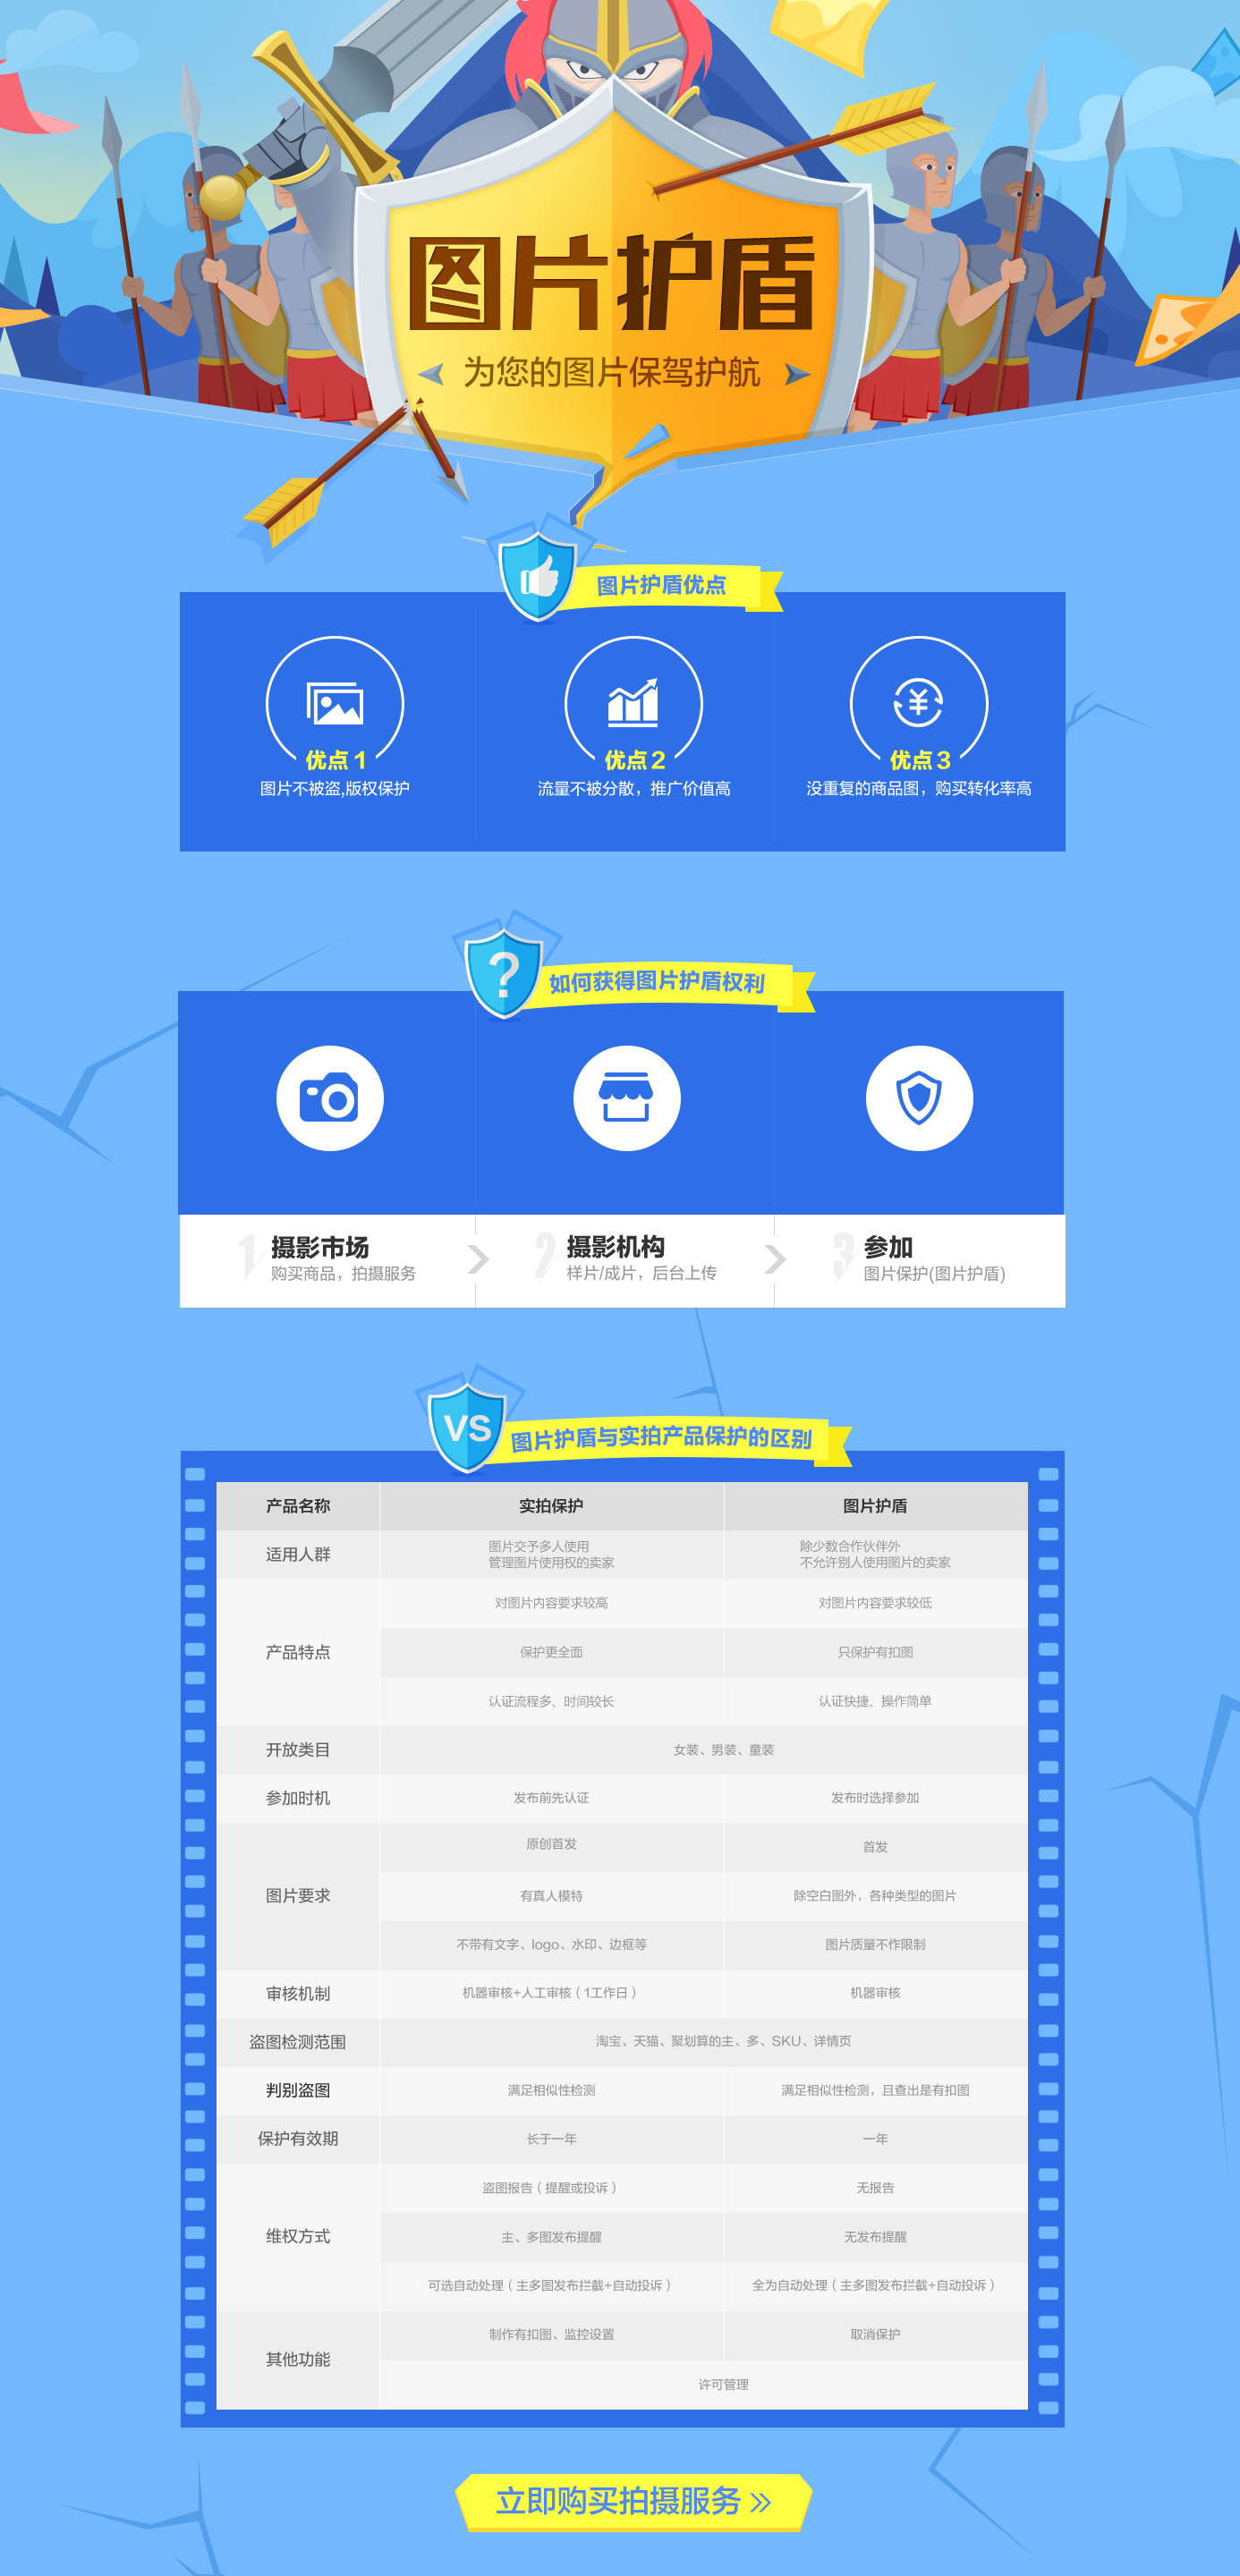 图片护盾
为您的图片保驾护航
图片护盾优点
优点1
图片不被盗,版权保护
优点2
流量不被分散，推广价值高
优点3
没重复的商品图，购买转化率高
?
如何获得图片护盾权利
1
摄影市场
购买商品，拍摄服务
2
摄影机构
样片/成片，后台上传
3
参加
图片保护(图片护盾)
VS
图片护盾与实拍产品保护的区别
产品名称 实拍保护 图片护盾
适用人群
图片交予多人使用
管理图片使用权的卖家
除少数合作伙伴外
不允许别人使用图片的卖家
产品特点
对图片内容要求较高 对图片内容要求较低
保护更全面 只保护有扣图
认证流程多、时间较长 认证快捷、操作简单
开放类目 女装、男装、童装
参加时机 发布前先认证 发布时选择参加
图片要求
原创首发 首发
有真人模特 除空白图外，各种类型的图片
不带有文字、logo、水印、边框等 图片质量不作限制
审核机制 机器审核+人工审核（1工作日） 机器审核
盗图检测范围 淘宝、天猫、聚划算的主、多、SKU、详情页
判别盗图 满足相似性检测 满足相似性检测，且查出是有扣图
保护有效期 长于一年 一年
维权方式
盗图报告（提醒或投诉） 无报告
主、多图发布提醒 无发布提醒
可选自动处理（主多图发布拦截+自动投诉） 全为自动处理（主多图发布拦截+自动投诉）
其他功能
制作有扣图、监控设置 取消保护
许可管理
立即购买拍摄服务 »